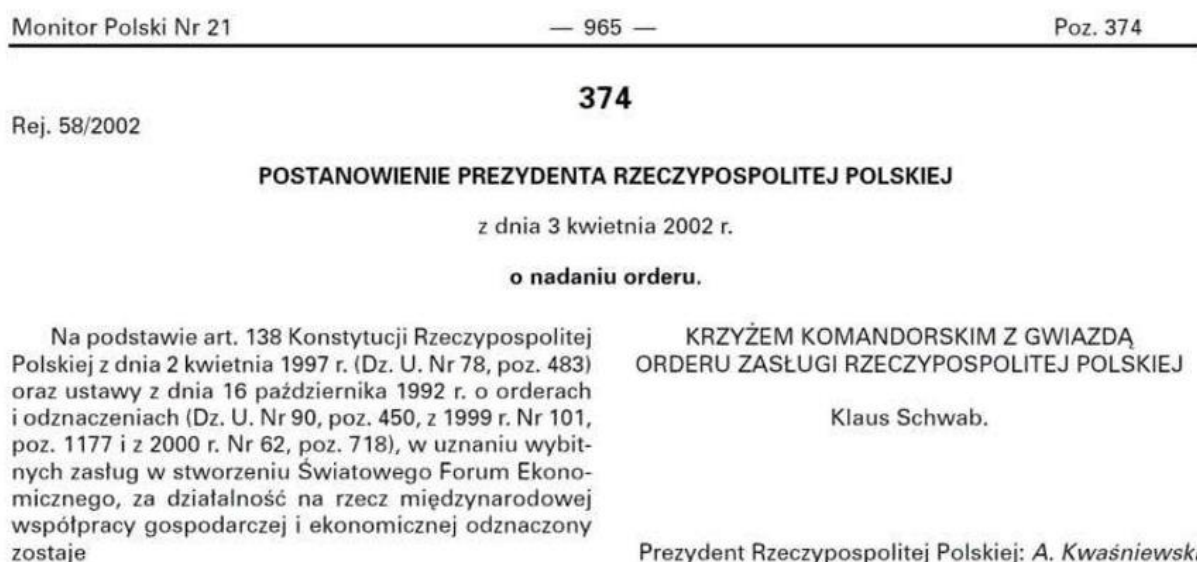 Monitor Polski Nr 21 — 965 — Poz. 374
374
Rej. 58/2002
POSTANOWIENIE PREZYDENTA RZECZYPOSPOLITEJ POLSKIEJ
z dnia 3 kwietnia 2002 r.
o nadaniu orderu.
Na podstawie art. 138 Konstytucji Rzeczypospolitej
Polskiej z dnia 2 kwietnia 1997 r. (Dz. U. Nr 78, poz. 483)
oraz ustawy z dnia 16 października 1992 r. o orderach
i odznaczeniach (Dz. U. Nr 90, poz. 450, z 1999 r. Nr 101,
poz. 1177 i z 2000 r. Nr 62, poz. 718), w uznaniu wybit-
nych zasług w stworzeniu Światowego Forum Ekono-
micznego, za działalność na rzecz międzynarodowej
współpracy gospodarczej i ekonomicznej odznaczony
zostaje
KRZYŻEM KOMANDORSKIM Z GWIAZDĄ
ORDERU ZASŁUGI RZECZYPOSPOLITEJ POLSKIEJ
Klaus Schwab.
Prezydent Rzeczypospolitej Polskiej: A. Kwaśniewski